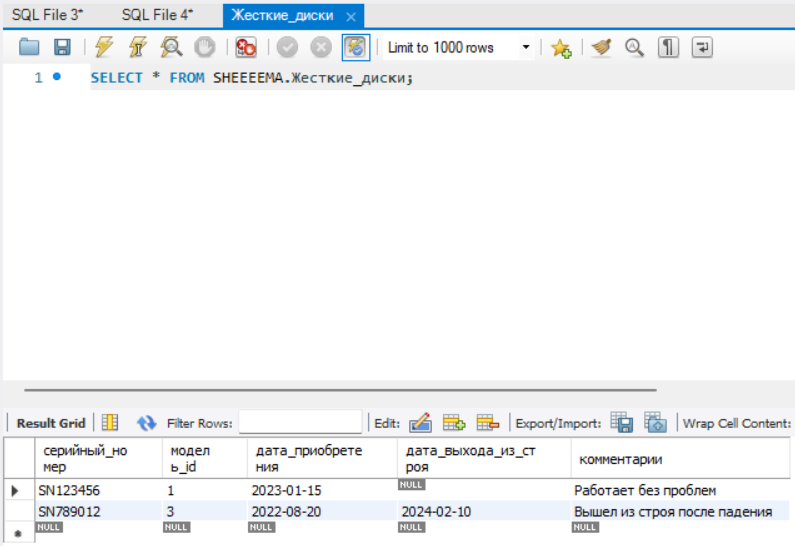 SQL File 3* SQL File 4* Жесткие_диски
Limit to 1000 rows
1 SELECT * FROM SHEEEEMA.Жесткие_диски;
Result Grid Filter Rows: Edit: Export/Import: Wrap Cell Content:
серийный_но модел дата_приобрете дата_выхода_из_ст комментарии
мер ь_id ния роя
SN123456 1 2023-01-15 NULL Работает без проблем
SN789012 3 2022-08-20 2024-02-10 Вышел из строя после падения
NULL NULL NULL NULL NULL